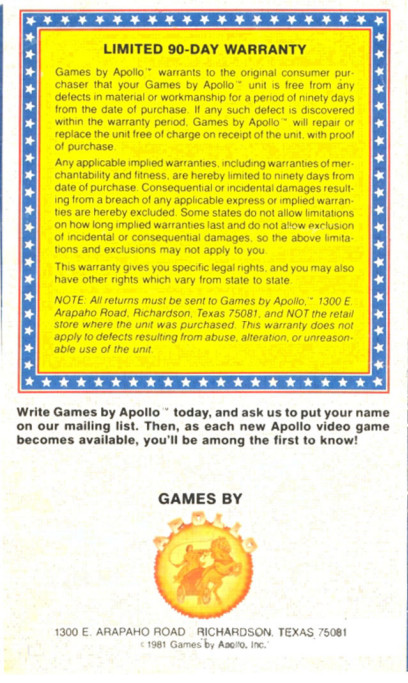 LIMITED 90-DAY WARRANTY
Games by Apollo™ warrants to the original consumer pur-
chaser that your Games by Apollo™ unit is free from any
defects in material or workmanship for a period of ninety days
from the date of purchase. If any such defect is discovered
within the warranty period, Games by Apollo™ will repair or
replace the unit free of charge on receipt of the unit, with proof
of purchase.
Any applicable implied warranties, including warranties of mer-
chantability and fitness, are hereby limited to ninety days from
date of purchase. Consequential or incidental damages result-
ing from a breach of any applicable express or implied warran-
ties are hereby excluded. Some states do not allow limitations
on how long implied warranties last and do not allow exclusion
of incidental or consequential damages, so the above limita-
tions and exclusions may not apply to you.
This warranty gives you specific legal rights, and you may also
have other rights which vary from state to state.
NOTE: All returns must be sent to Games by Apollo,™ 1300 E.
Arapaho Road, Richardson, Texas 75081, and NOT the retail
store where the unit was purchased. This warranty does not
apply to defects resulting from abuse, alteration, or unreason-
able use of the unit.
Write Games by Apollo™ today, and ask us to put your name
on our mailing list. Then, as each new Apollo video game
becomes available, you'll be among the first to know!
GAMES BY
APOLLO
1300 E. ARAPAHO ROAD RICHARDSON, TEXAS 75081
© 1981 Games by Apollo, Inc.